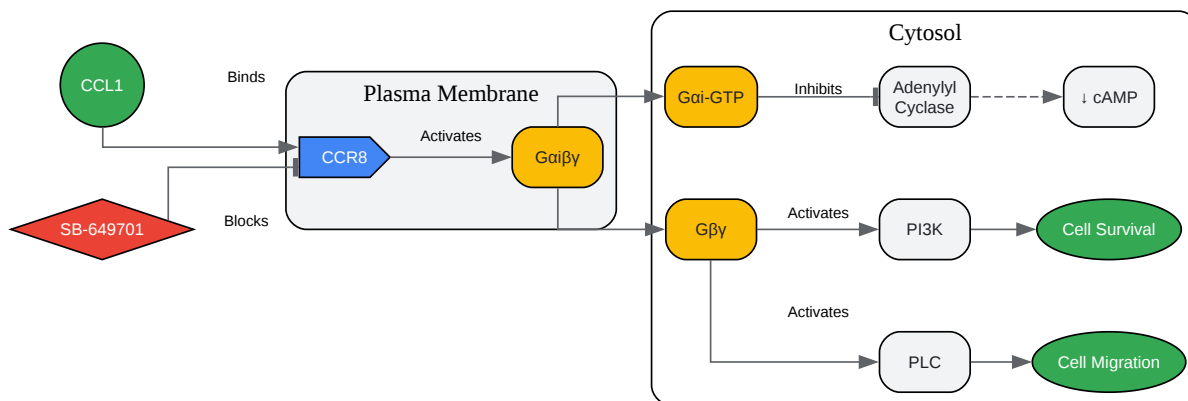 Cytosol
CCL1
Binds
Plasma Membrane
Gαi-GTP
Inhibits
Adenylyl
Cyclase
↓ cAMP
CCR8
Activates
Gαiβγ
SB-649701
Blocks
Gβγ
Activates
PI3K
Cell Survival
Activates
PLC
Cell Migration